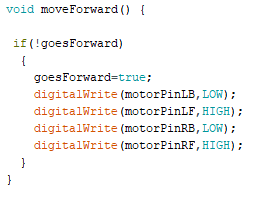 void moveForward() {
if(!goesForward)
{
goesForward=true;
digitalWrite(motorPinLB,LOW);
digitalWrite(motorPinLF,HIGH);
digitalWrite(motorPinRB,LOW);
digitalWrite(motorPinRF,HIGH);
}
}